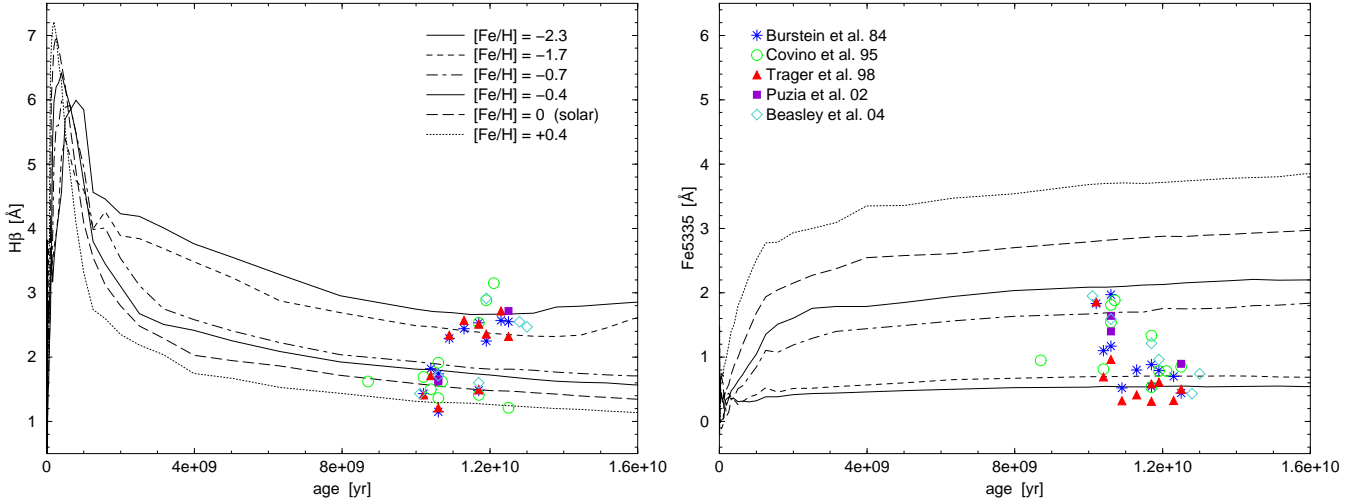 7
6
5
4
3
2
1
Hβ [Å]
0
4e+09
8e+09
1.2e+10
1.6e+10
age [yr]
[Fe/H] = −2.3
[Fe/H] = −1.7
[Fe/H] = −0.7
[Fe/H] = −0.4
[Fe/H] = 0 (solar)
[Fe/H] = +0.4
6
5
4
3
2
1
0
Fe5335 [Å]
0
4e+09
8e+09
1.2e+10
1.6e+10
age [yr]
Burstein et al. 84
Covino et al. 95
Trager et al. 98
Puzia et al. 02
Beasley et al. 04